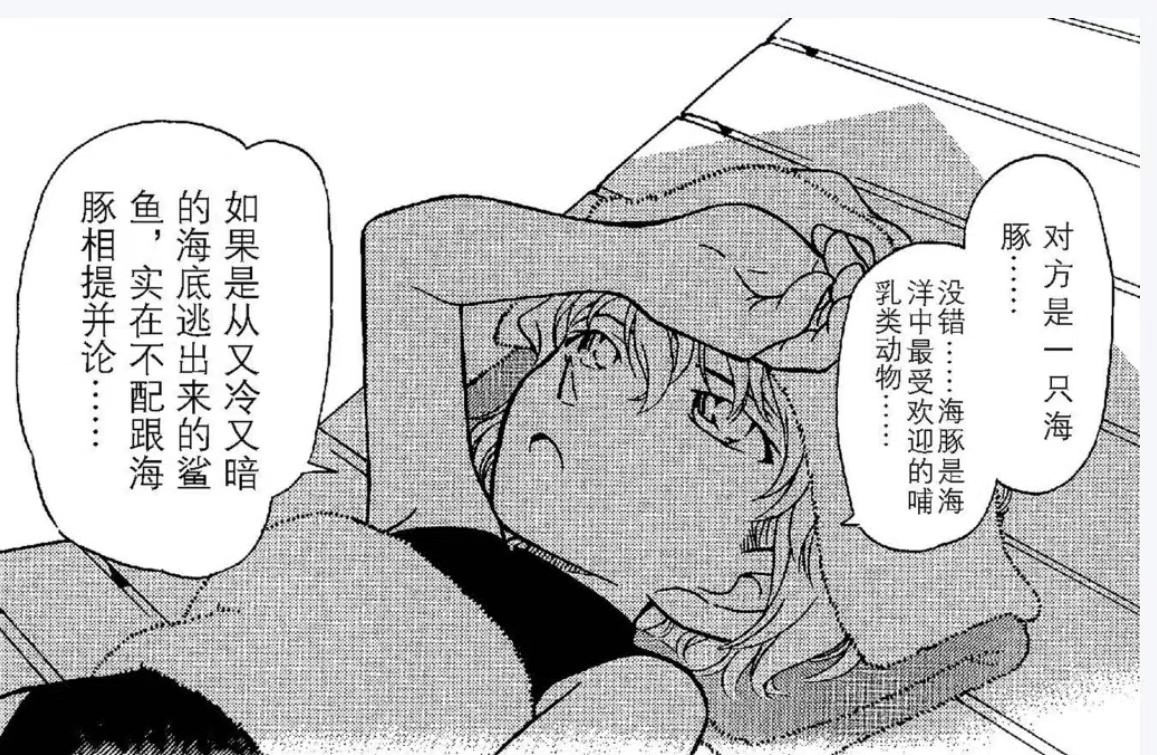 对方是一只海
豚……
没错……海豚是海
洋中最受欢迎的哺
乳类动物……
如果是从又冷又暗
的海底逃出来的鲨
鱼，实在不配跟海
豚相提并论……